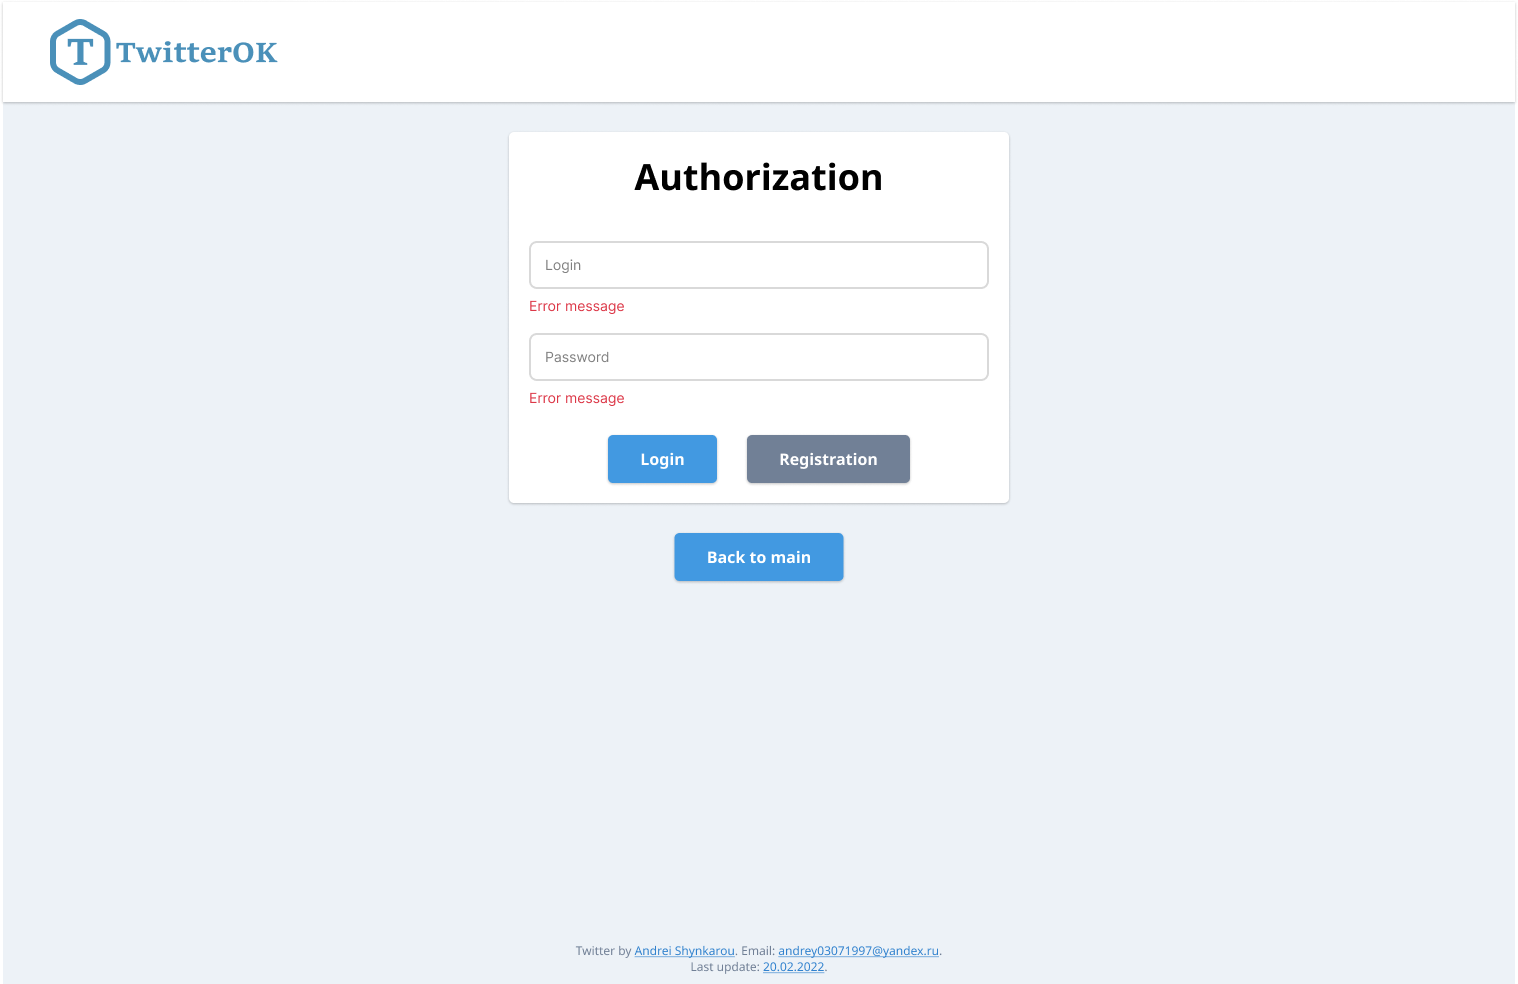 T TwitterOK
Authorization
Login
Error message
Password
Error message
Login Registration
Back to main
Twitter by Andrei Shynkarou. Email: andrey03071997@yandex.ru.
Last update: 20.02.2022.